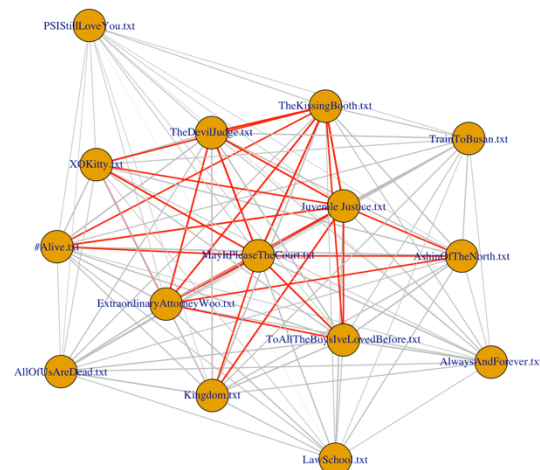 PSIStillLoveYou.txt
TheKissingBooth.txt
TheDevilJudge.txt
TrainToBusan.txt
XOKitty.txt
Juvenile Justice.txt
#Alive.txt
MayItPleaseTheCourt.txt
AshinOfTheNorth.txt
ExtraordinaryAttorneyWoo.txt
ToAllTheBoysIveLovedBefore.txt
AlwaysAndForever.txt
AllOfUsAreDead.txt
Kingdom.txt
LawSchool.txt